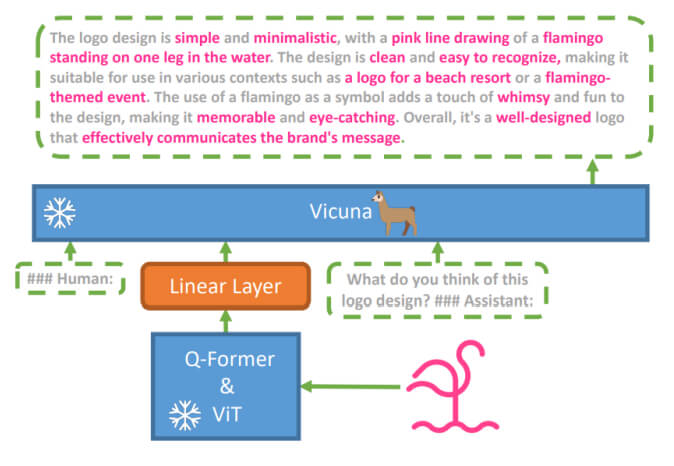 The logo design is simple and minimalistic, with a pink line drawing of a flamingo
standing on one leg in the water. The design is clean and easy to recognize, making it
suitable for use in various contexts such as a logo for a beach resort or a flamingo-
themed event. The use of a flamingo as a symbol adds a touch of whimsy and fun to
the design, making it memorable and eye-catching. Overall, it's a well-designed logo
that effectively communicates the brand's message.
Vicuna
### Human:
Linear Layer
What do you think of this
logo design? ### Assistant:
Q-Former
&
ViT